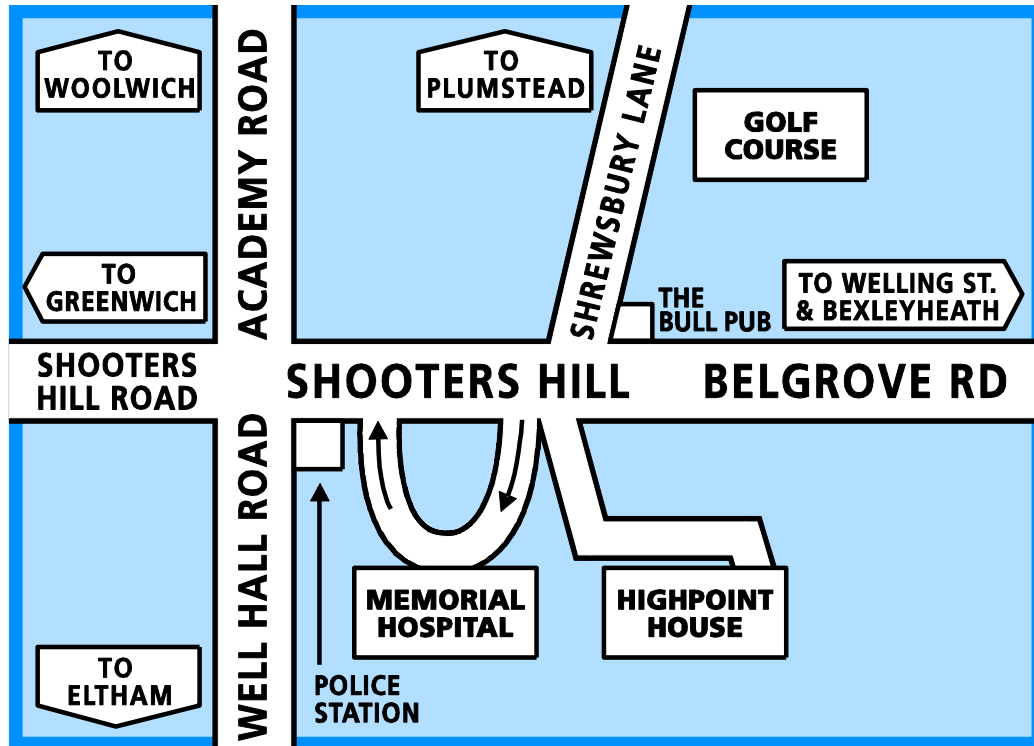 TO
WOOLWICH
ACADEMY ROAD
TO
PLUMSTEAD
SHREWSBURY LANE
GOLF
COURSE
TO
GREENWICH
THE
BULL PUB
TO WELLING ST.
& BEXLEYHEATH
SHOOTERS
HILL ROAD
SHOOTERS HILL
BELGROVE RD
WELL HALL ROAD
MEMORIAL
HOSPITAL
HIGHPOINT
HOUSE
TO
ELTHAM
POLICE
STATION